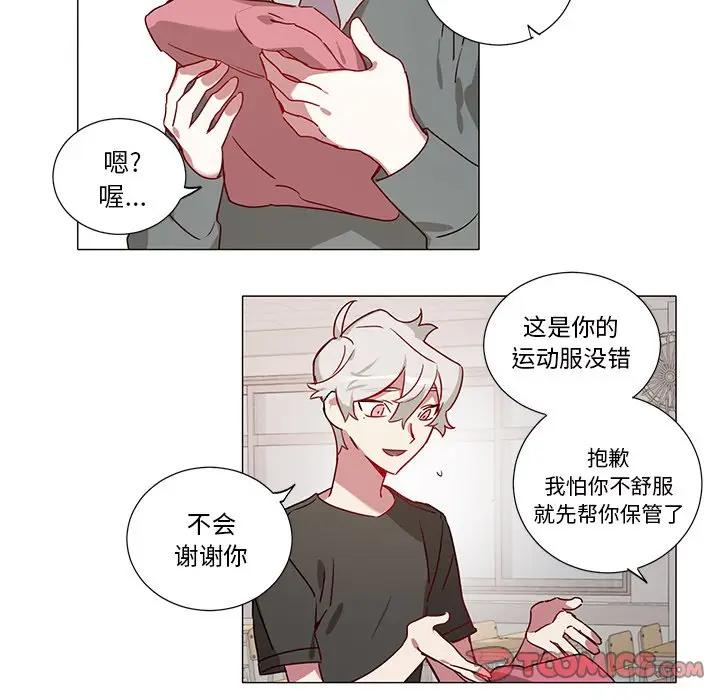 嗯?
喔...
这是你的
运动服没错
抱歉
我怕你不舒服
就先帮你保管了
不会
谢谢你
TCOMICS.COM